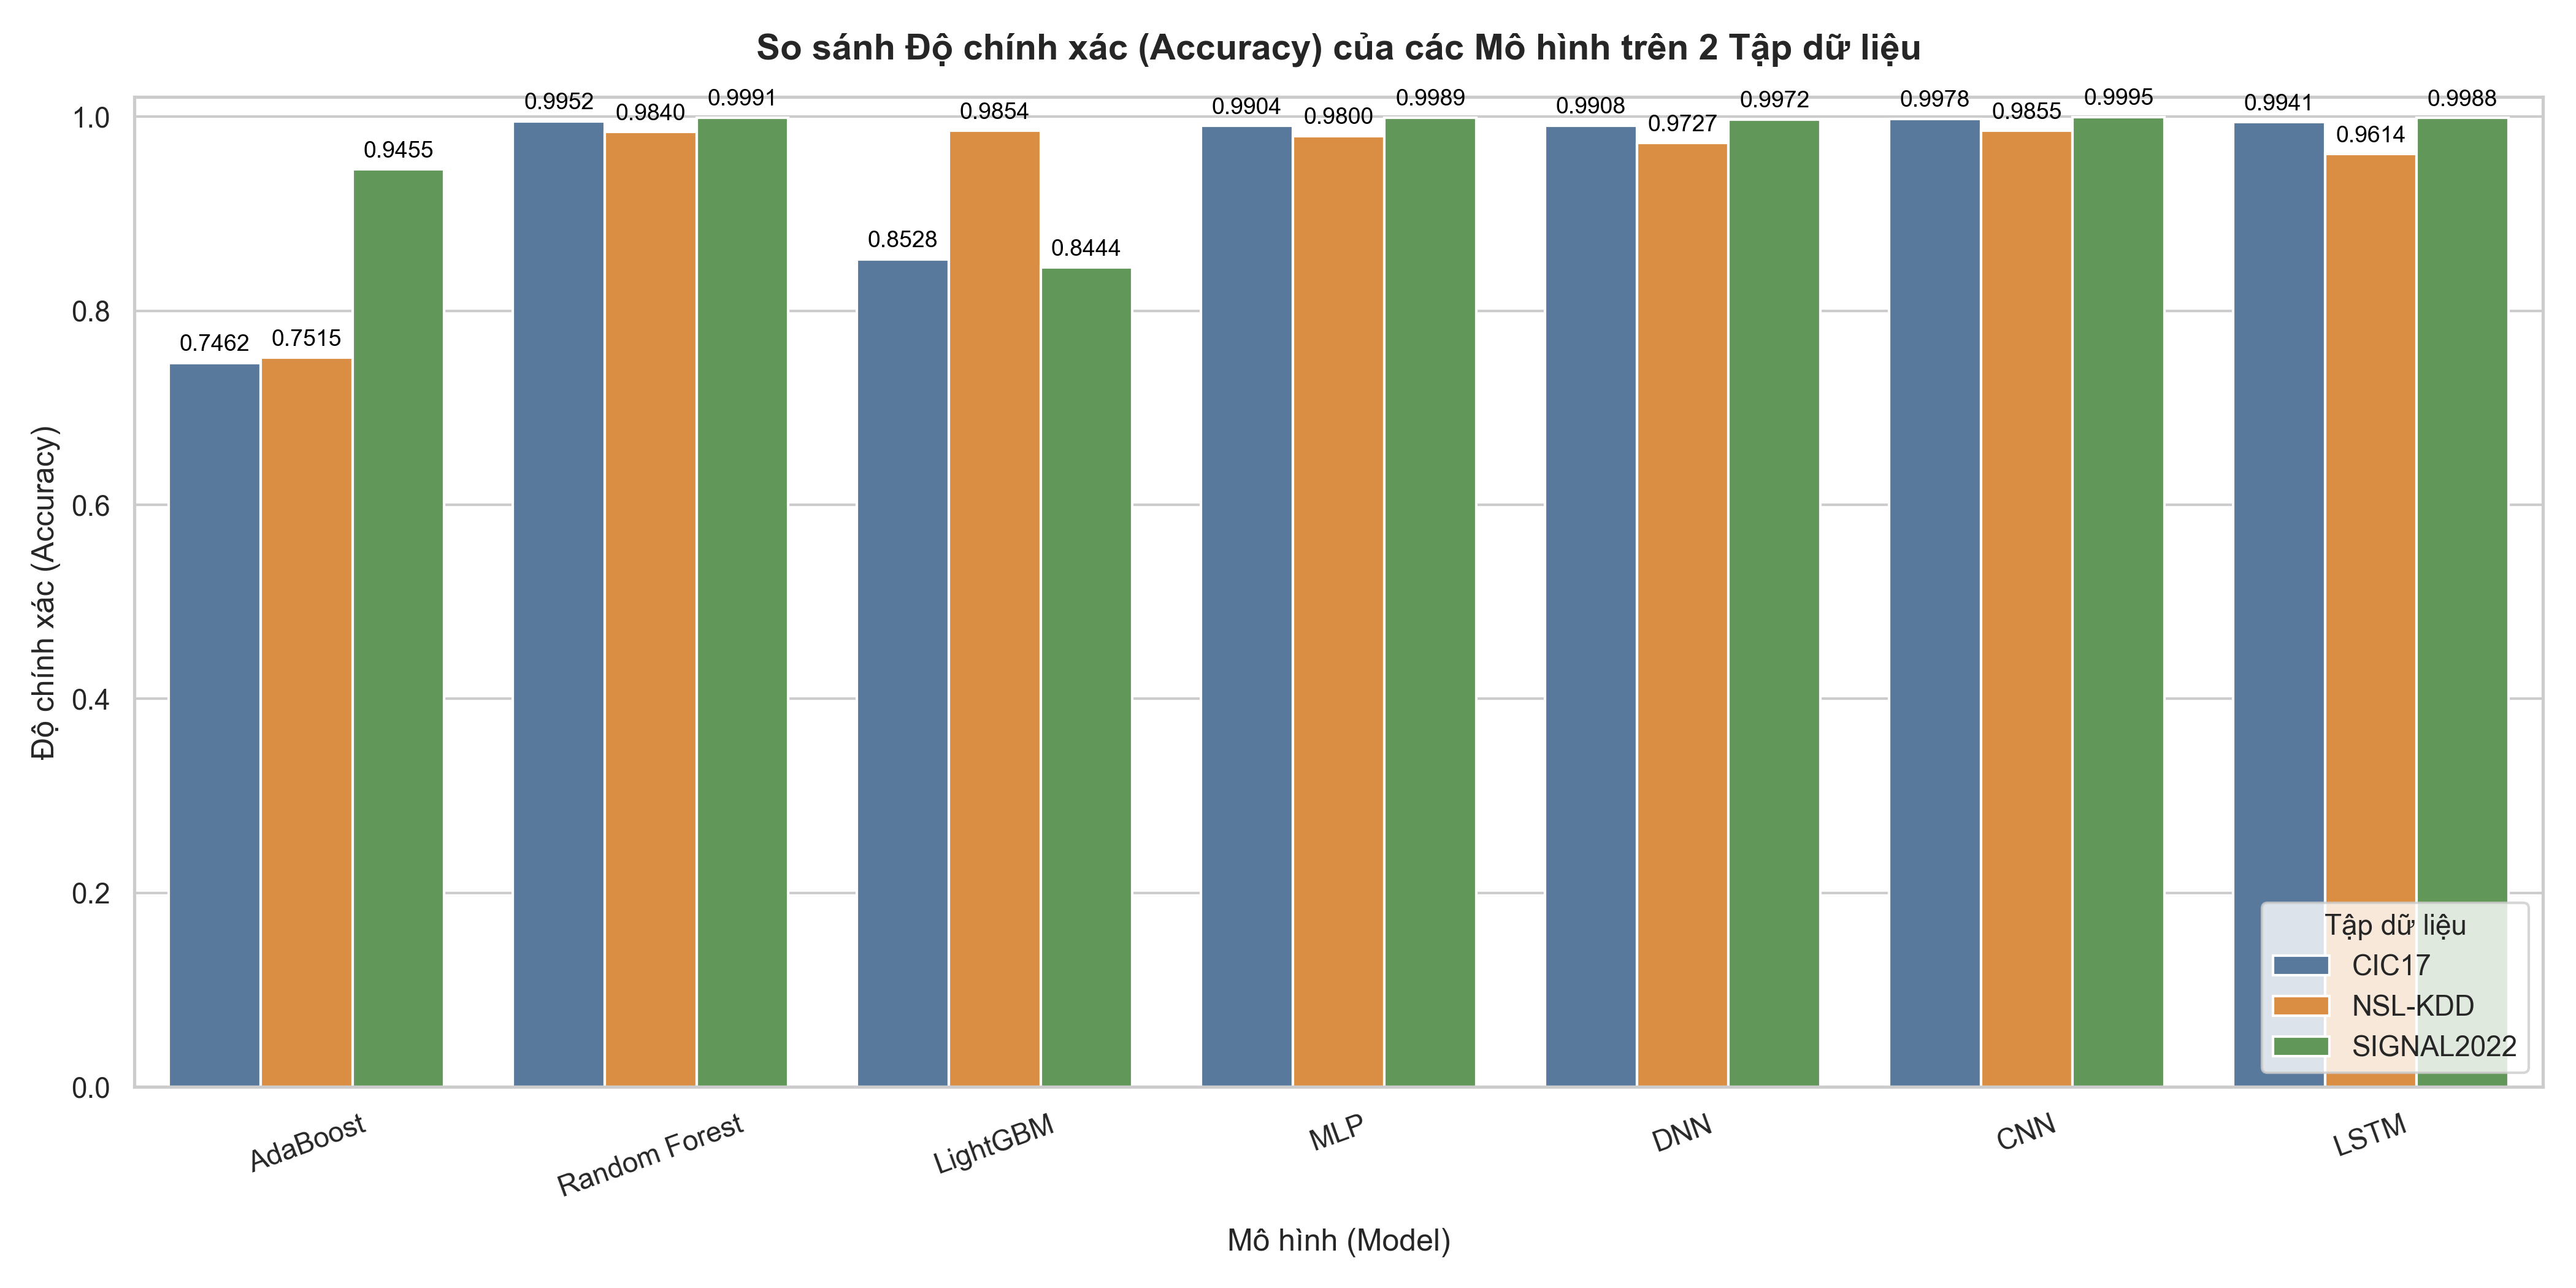 So sánh Độ chính xác (Accuracy) của các Mô hình trên 2 Tập dữ liệu
Độ chính xác (Accuracy)
1.0
0.8
0.6
0.4
0.2
0.0
0.7462
0.7515
0.9455
0.9952
0.9840
0.9991
0.8528
0.9854
0.8444
0.9904
0.9800
0.9989
0.9908
0.9727
0.9972
0.9978
0.9855
0.9995
0.9941
0.9614
0.9988
Tập dữ liệu
CIC17
NSL-KDD
SIGNAL2022
AdaBoost
Random Forest
LightGBM
MLP
DNN
CNN
LSTM
Mô hình (Model)